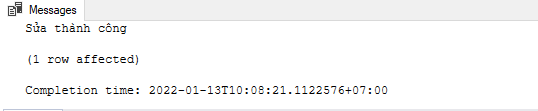 Messages
Sửa thành công
(1 row affected)
Completion time: 2022-01-13T10:08:21.1122576+07:00